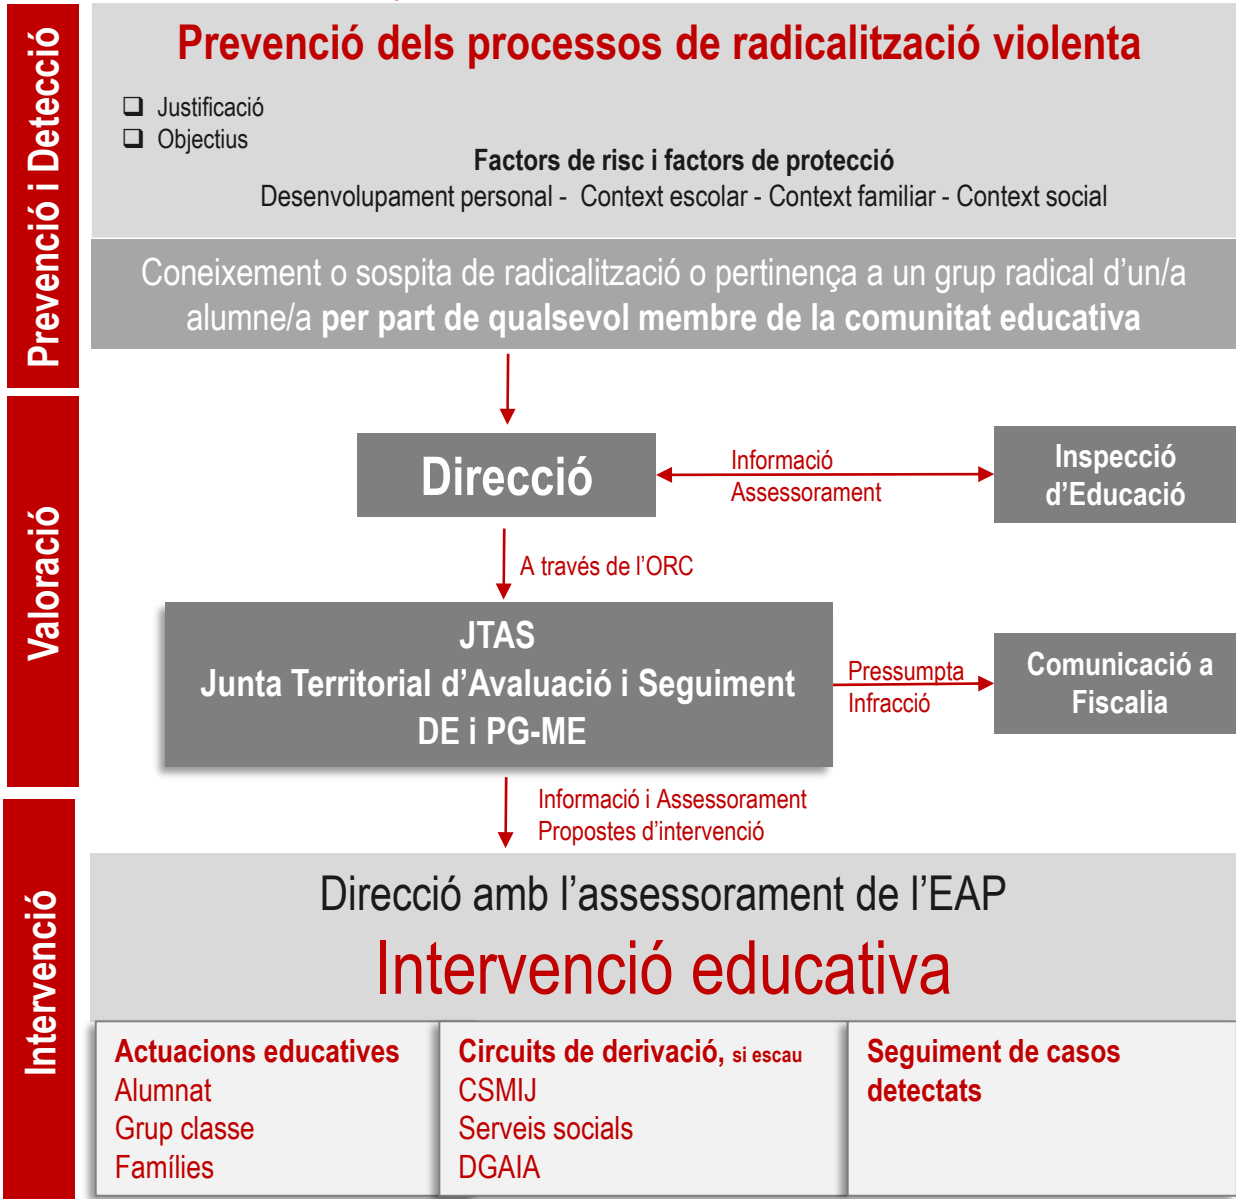 Prevenció i Detecció
Prevenció dels processos de radicalització violenta
Justificació
Objectius
Factors de risc i factors de protecció
Desenvolupament personal - Context escolar - Context familiar - Context social
Coneixement o sospita de radicalització o pertinença a un grup radical d’un/a
alumne/a per part de qualsevol membre de la comunitat educativa
Valoració
Direcció
Informació
Assessorament
Inspecció
d’Educació
A través de l’ORC
JTAS
Junta Territorial d’Avaluació i Seguiment
DE i PG-ME
Pressumpta
Infracció
Comunicació a
Fiscalia
Informació i Assessorament
Propostes d’intervenció
Intervenció
Direcció amb l’assessorament de l’EAP
Intervenció educativa
Actuacions educatives
Alumnat
Grup classe
Famílies
Circuits de derivació, si escau
CSMIJ
Serveis socials
DGAIA
Seguiment de casos
detectats